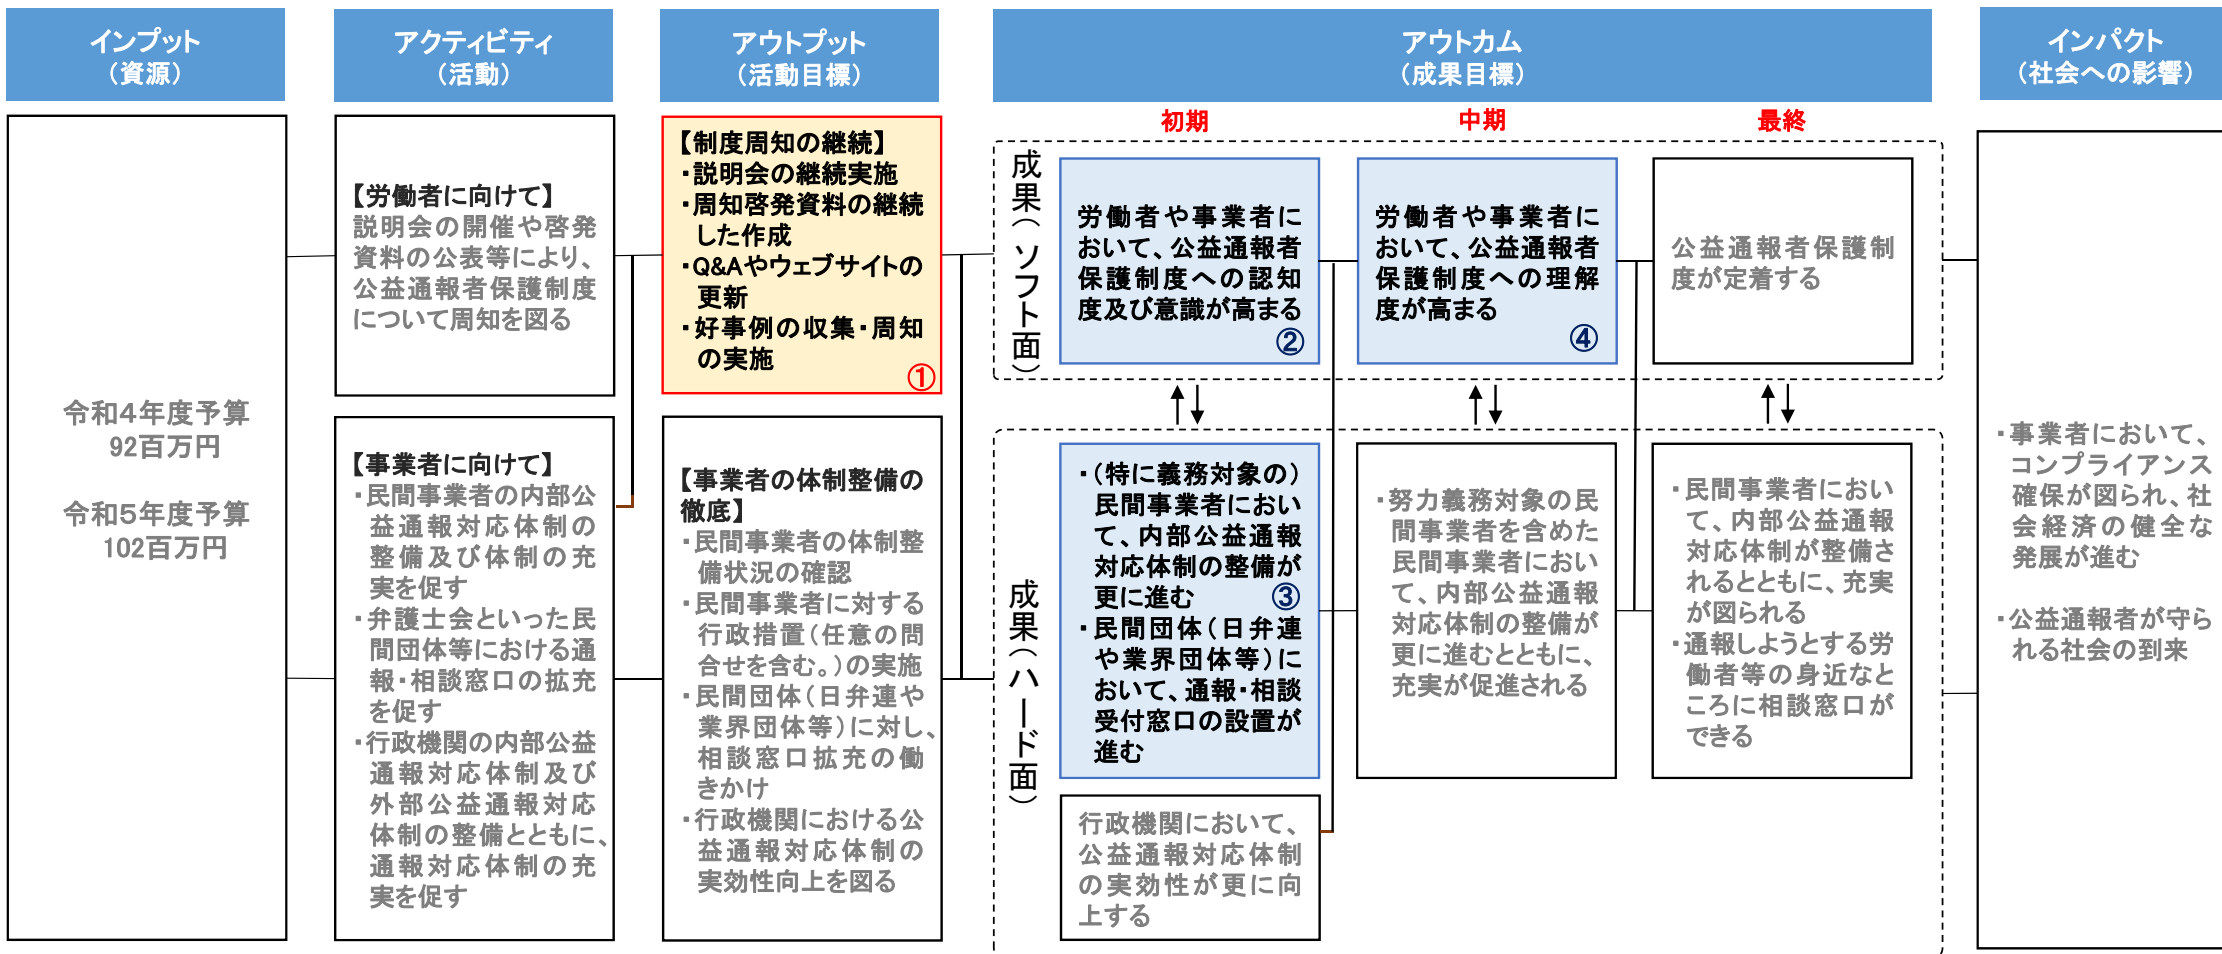 インプット
（資源）
アクティビティ
（活動）
アウトプット
（活動目標）
アウトカム
（成果目標）
インパクト
（社会への影響）
初期
中期
最終
令和4年度予算
92百万円
令和5年度予算
102百万円
【労働者に向けて】
説明会の開催や啓発
資料の公表等により、
公益通報者保護制度
について周知を図る
【事業者に向けて】
・民間事業者の内部公
益通報対応体制の
整備及び体制の充
実を促す
・弁護士会といった民
間団体等における通
報・相談窓口の拡充
を促す
・行政機関の内部公益
通報対応体制及び
外部公益通報対応
体制の整備とともに、
通報対応体制の充
実を促す
【制度周知の継続】
・説明会の継続実施
・周知啓発資料の継続
した作成
・Q&Aやウェブサイトの
更新
・好事例の収集・周知
の実施
①
【事業者の体制整備の
徹底】
・民間事業者の体制整
備状況の確認
・民間事業者に対する
行政措置（任意の問
合せを含む。）の実施
・民間団体（日弁連や
業界団体等）に対し、
相談窓口拡充の働
きかけ
・行政機関における公
益通報対応体制の
実効性向上を図る
成果（ソフト面）
労働者や事業者に
おいて、公益通報者
保護制度への認知
度及び意識が高まる
②
労働者や事業者に
おいて、公益通報者
保護制度への理解
度が高まる
④
公益通報者保護制
度が定着する
成果（ハード面）
・（特に義務対象の）
民間事業者におい
て、内部公益通報
対応体制の整備が
更に進む ③
・民間団体（日弁連
や業界団体等）に
おいて、通報・相談
受付窓口の設置が
進む
行政機関において、
公益通報対応体制
の実効性が更に向
上する
・努力義務対象の民
間事業者を含めた
民間事業者におい
て、内部公益通報
対応体制の整備が
更に進むとともに、
充実が促進される
・民間事業者におい
て、内部公益通報
対応体制が整備さ
れるとともに、充実
が図られる
・通報しようとする労
働者等の身近なと
ころに相談窓口が
できる
・事業者において、
コンプライアンス
確保が図られ、社
会経済の健全な
発展が進む
・公益通報者が守ら
れる社会の到来